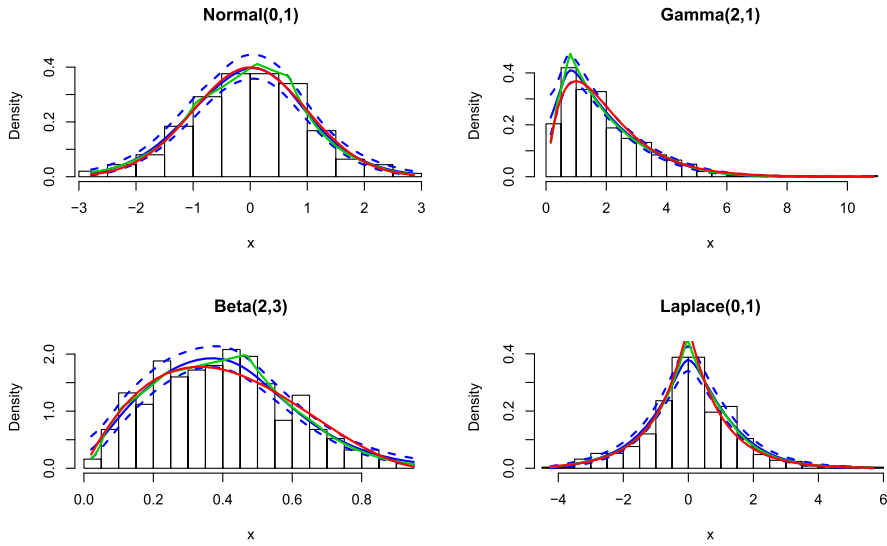 Normal(0,1)
Density
0.0 0.2 0.4
−3 −2 −1 0 1 2 3
x
Gamma(2,1)
Density
0.0 0.2 0.4
0 2 4 6 8 10
x
Beta(2,3)
Density
0.0 1.0 2.0
0.0 0.2 0.4 0.6 0.8
x
Laplace(0,1)
Density
0.0 0.2 0.4
−4 −2 0 2 4 6
x